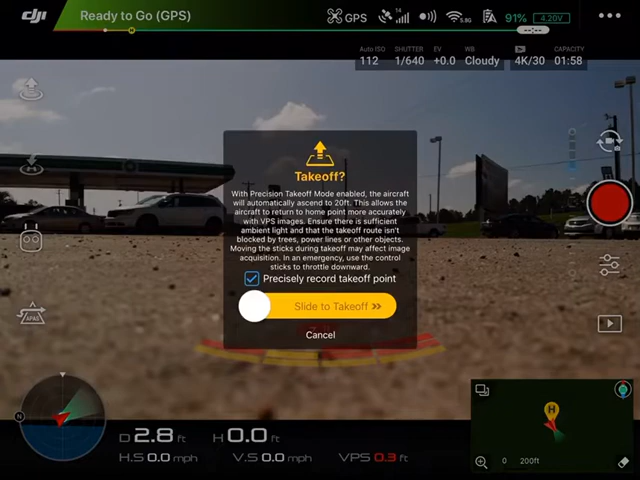 dji
Ready to Go (GPS)
GPS
14
5.8G
91%
4.20V
--:--
Auto ISO
112
SHUTTER
1/640
EV
+0.0
WB
Cloudy
4K/30
CAPACITY
01:58
Takeoff?
With Precision Takeoff Mode enabled, the aircraft
will automatically ascend to 20ft. This allows the
aircraft to return to home point more accurately
with VPS images. Ensure there is sufficient
ambient light and that the takeoff route isn't
blocked by trees, power lines or other objects.
Moving the sticks during takeoff may affect image
acquisition. In an emergency, use the control
sticks to throttle downward.
Precisely record takeoff point
Slide to Takeoff
Cancel
APAS
N
D 2.8 ft H 0.0 ft
H.S 0.0 mph V.S 0.0 mph VPS 0.3 ft
H
0 200ft